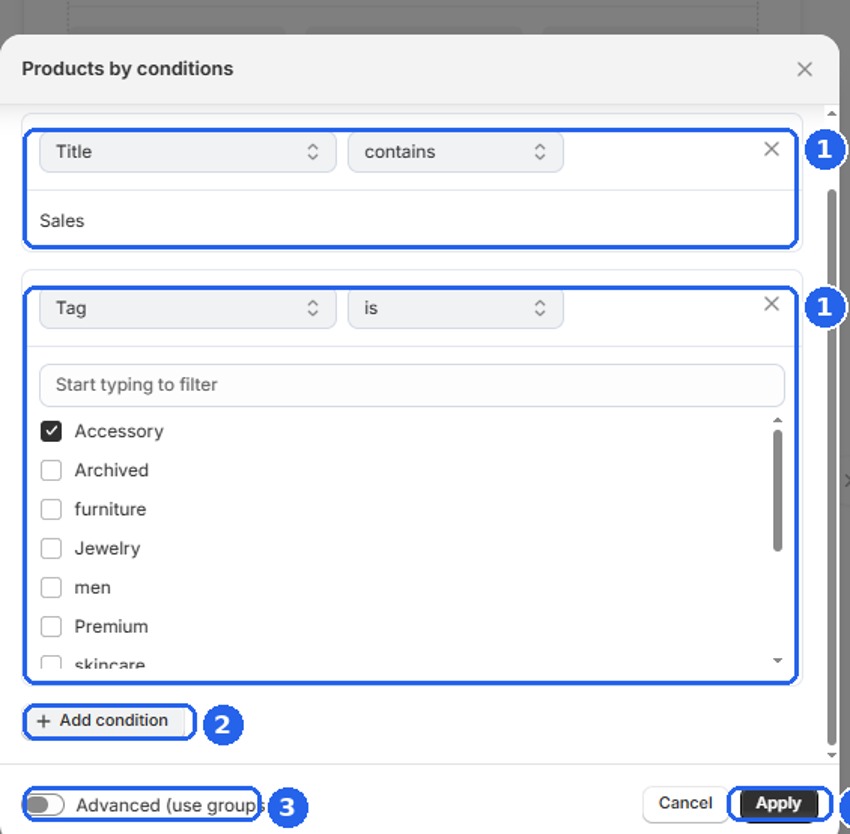 Products by conditions
Title contains 1
Sales
Tag is 1
Start typing to filter
Accessory
Archived
furniture
Jewelry
men
Premium
skincare
+ Add condition 2
Advanced (use groups 3 Cancel Apply